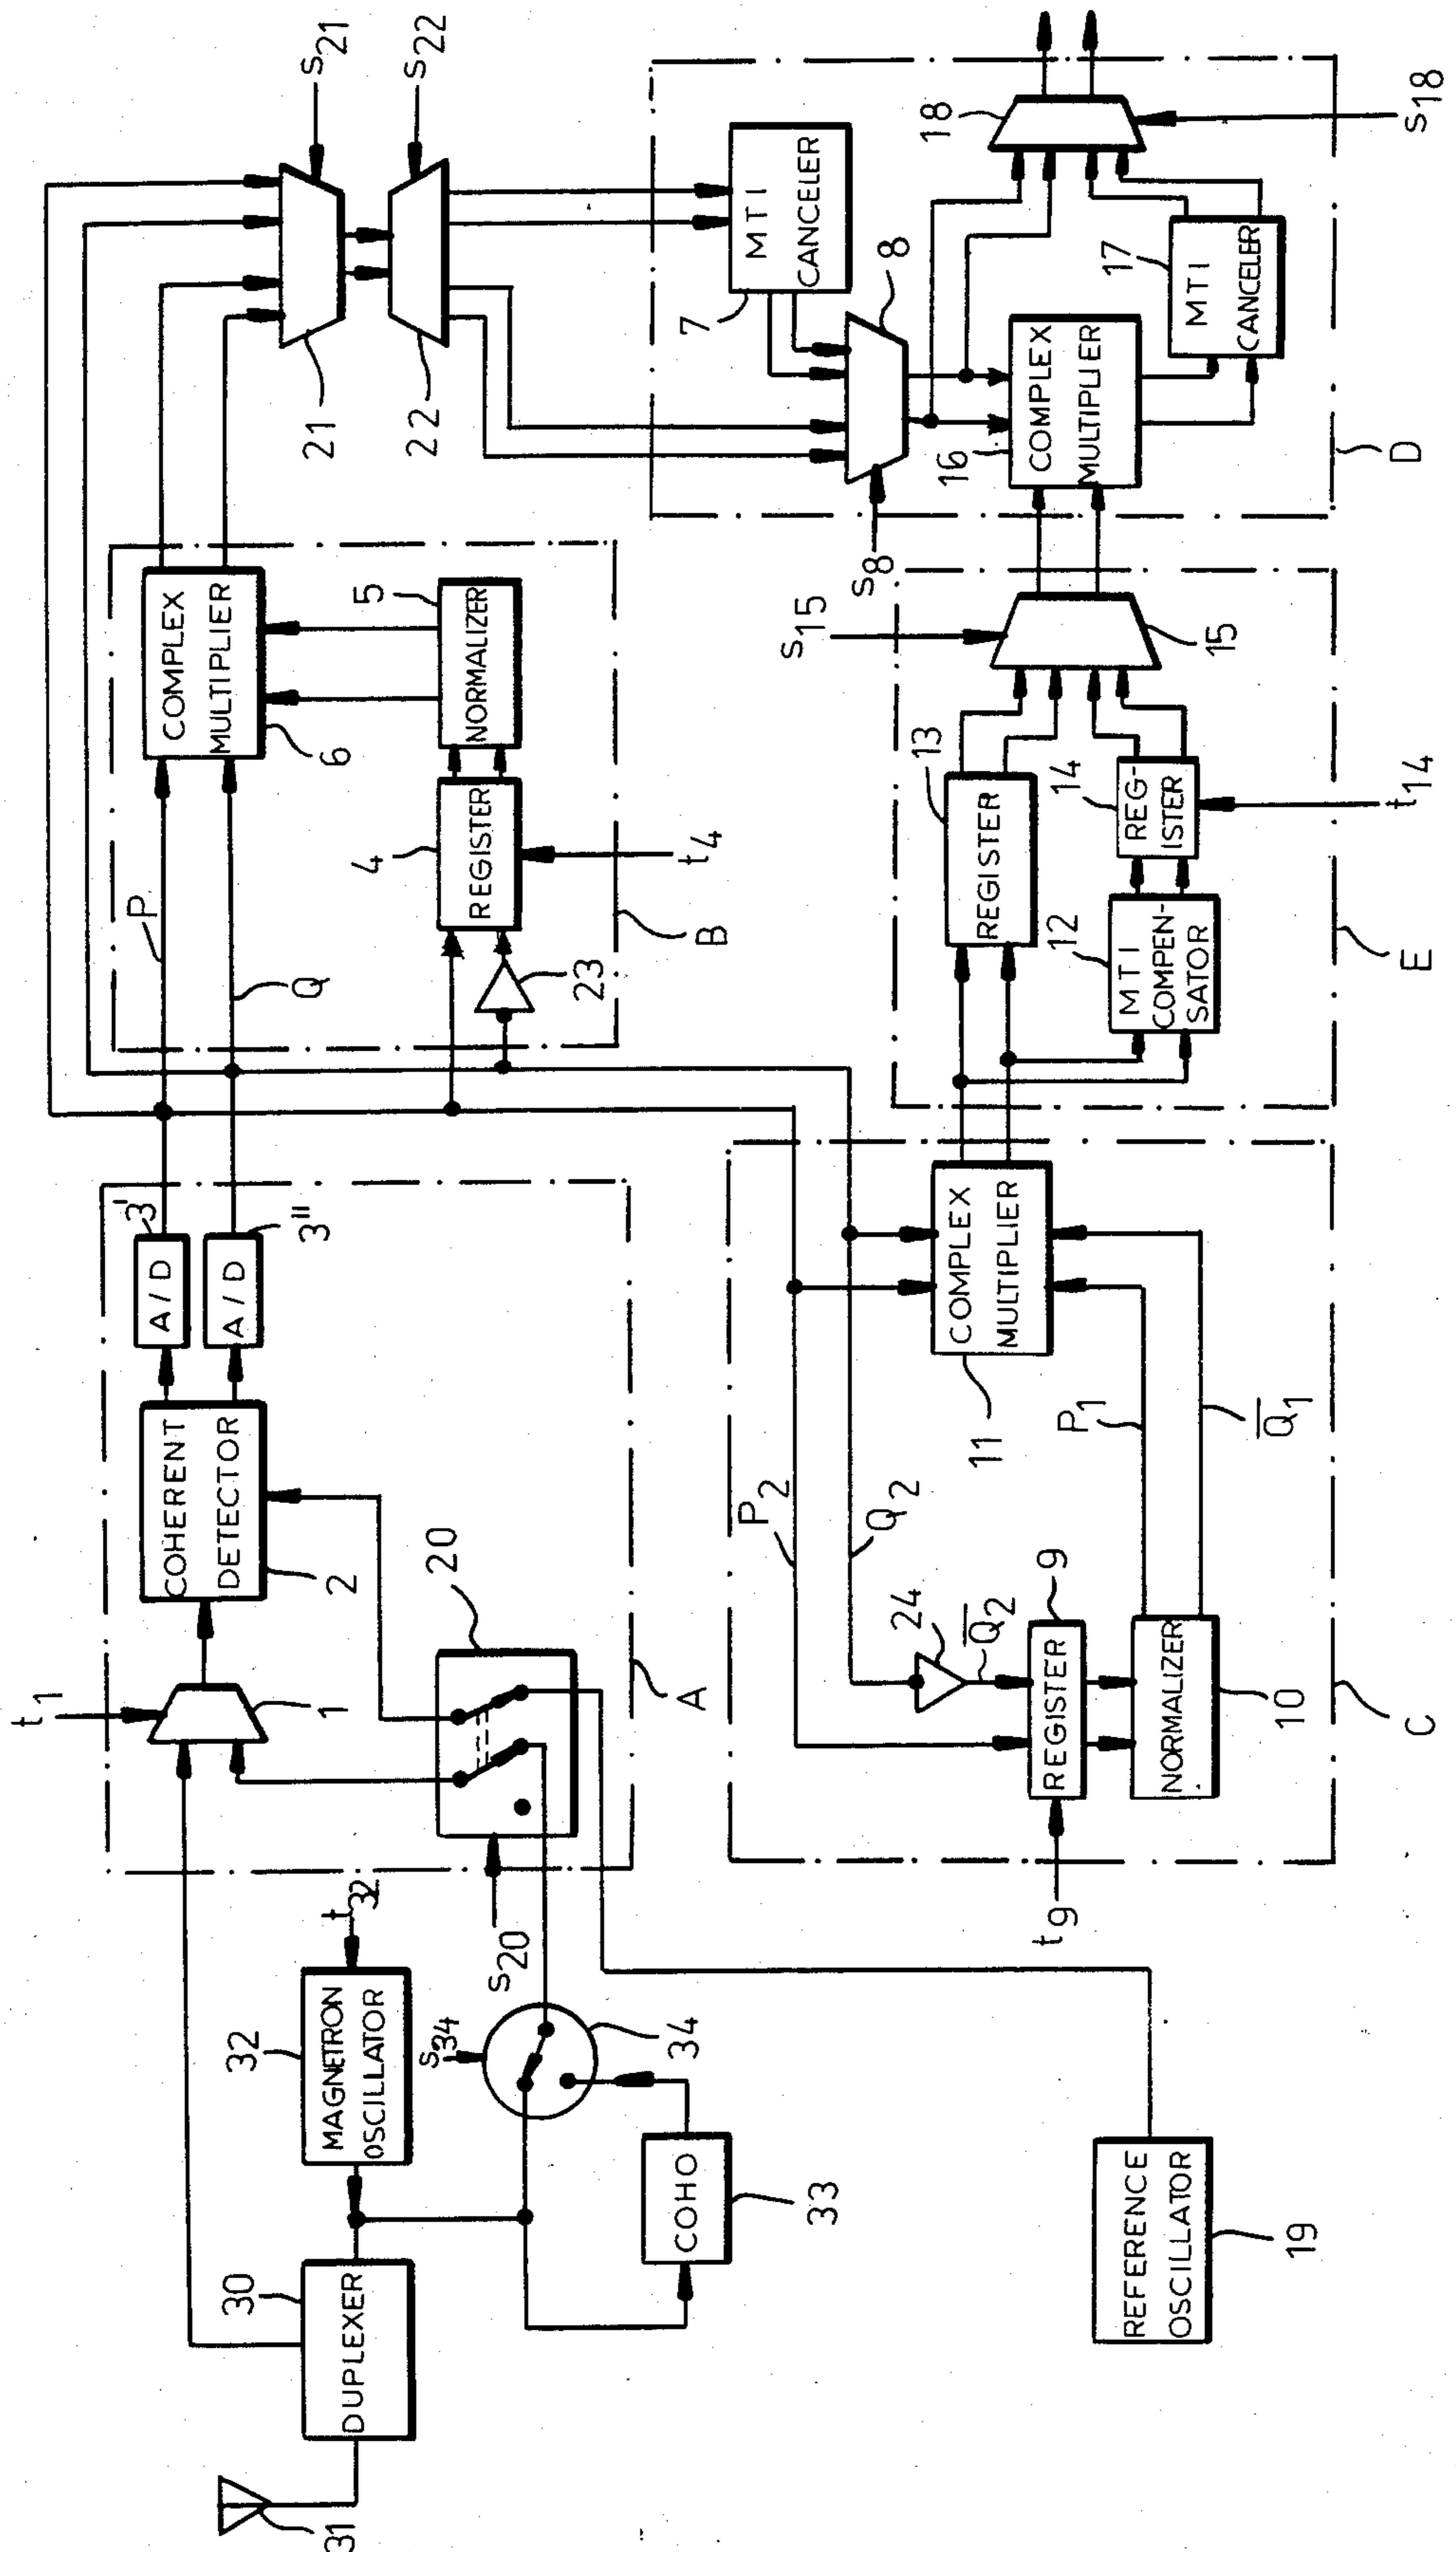 31
DUPLEXER
30
MAGNETRON
OSCILLATOR
32
t32
COHO
33
s34
34
REFERENCE
OSCILLATOR
19
t1
1
COHERENT
DETECTOR
2
A/D
3'
A/D
3"
20
s20
A
P
Q
COMPLEX
MULTIPLIER
6
REGISTER
4
NORMALIZER
5
23
t4
B
s21
21
s22
22
P2
Q2
24
Q̅2
REGISTER
9
t9
NORMALIZER
10
P1
Q̅1
COMPLEX
MULTIPLIER
11
C
REGISTER
13
MTI
COMPEN-
SATOR
12
REG-
ISTER
14
t14
s15
15
E
MTI
CANCELER
7
8
s8
COMPLEX
MULTIPLIER
16
MTI
CANCELER
17
18
s18
D